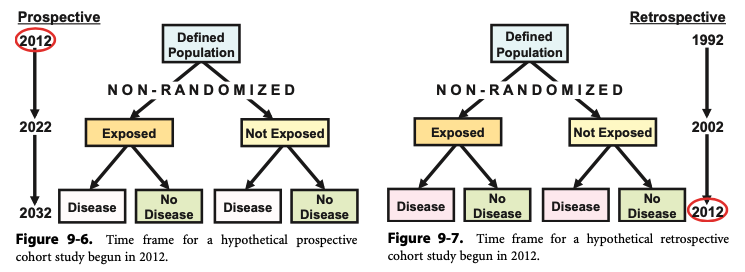 Prospective
2012
2022
2032
Defined
Population
NON-RANDOMIZED
Exposed
Not Exposed
Disease
No
Disease
Disease
No
Disease
Figure 9-6. Time frame for a hypothetical prospective
cohort study begun in 2012.
Retrospective
1992
2002
2012
Defined
Population
NON-RANDOMIZED
Exposed
Not Exposed
Disease
No
Disease
Disease
No
Disease
Figure 9-7. Time frame for a hypothetical retrospective
cohort study begun in 2012.